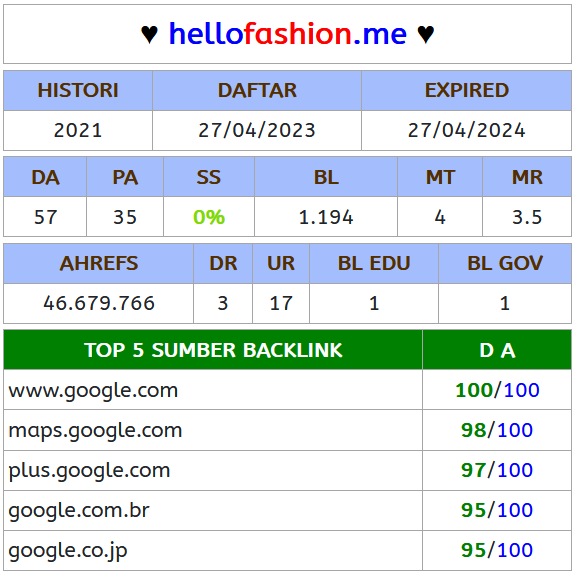 ♥ hellofashion.me ♥
HISTORI DAFTAR EXPIRED
2021 27/04/2023 27/04/2024
DA PA SS BL MT MR
57 35 0% 1.194 4 3.5
AHREFS DR UR BL EDU BL GOV
46.679.766 3 17 1 1
TOP 5 SUMBER BACKLINK D A
www.google.com 100/100
maps.google.com 98/100
plus.google.com 97/100
google.com.br 95/100
google.co.jp 95/100